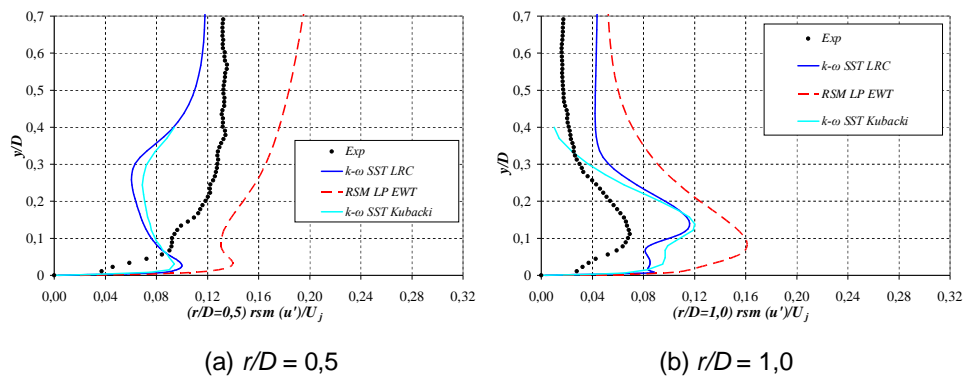 0,7
0,6
0,5
0,4
0,3
0,2
0,1
0
y/D
Exp
k-ω SST LRC
RSM LP EWT
k-ω SST Kubacki
0,00 0,04 0,08 0,12 0,16 0,20 0,24 0,28 0,32
(r/D=0,5) rsm (u')/Uj
(a) r/D = 0,5
0,7
0,6
0,5
0,4
0,3
0,2
0,1
0
y/D
Exp
k-ω SST LRC
RSM LP EWT
k-ω SST Kubacki
0,00 0,04 0,08 0,12 0,16 0,20 0,24 0,28 0,32
(r/D=1,0) rsm (u')/Uj
(b) r/D = 1,0